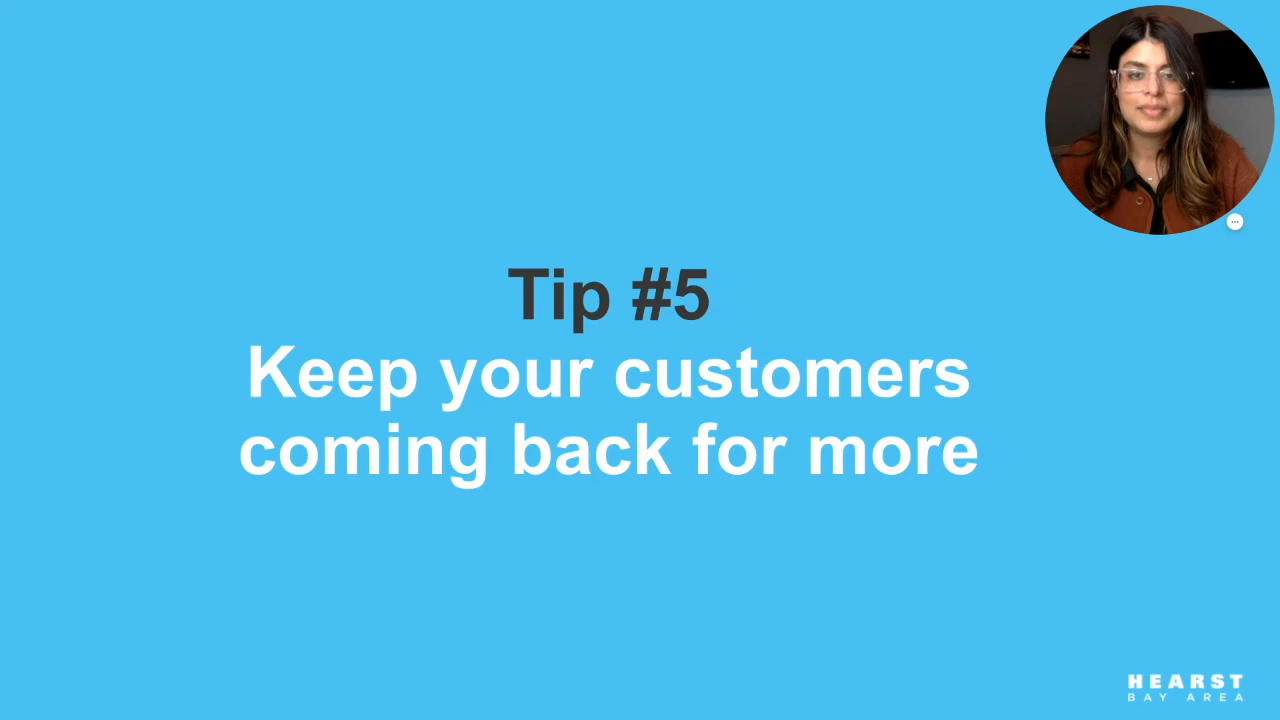 Tip #5
Keep your customers
coming back for more
HEARST
BAY AREA